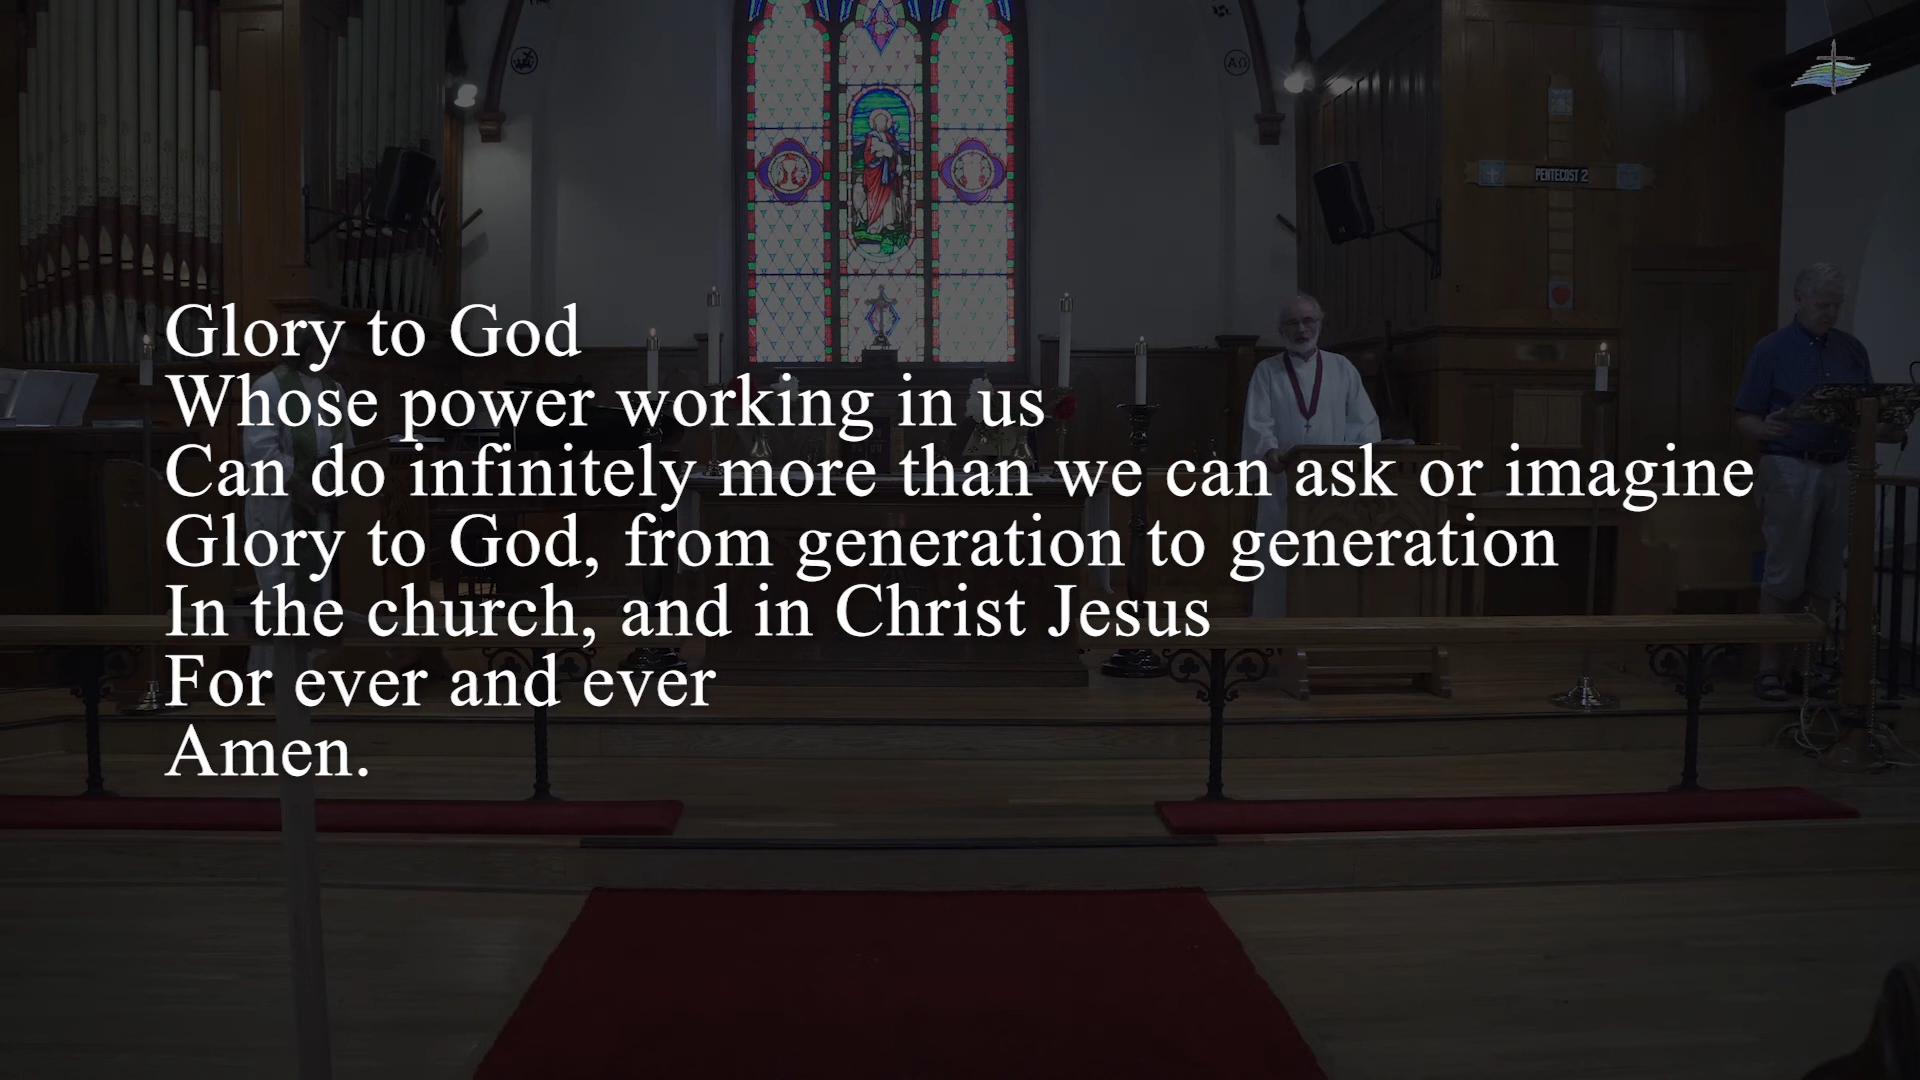 PENTECOST 2
Glory to God
Whose power working in us
Can do infinitely more than we can ask or imagine
Glory to God, from generation to generation
In the church, and in Christ Jesus
For ever and ever
Amen.